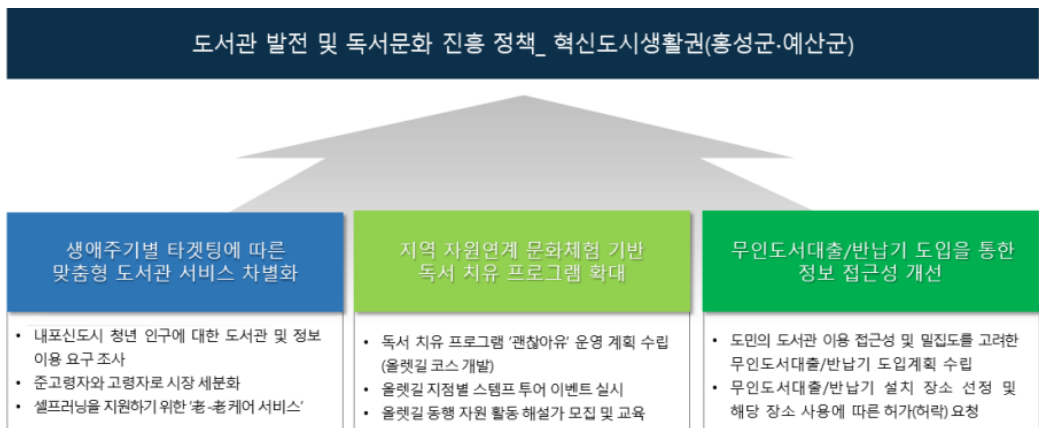 도서관 발전 및 독서문화 진흥 정책_ 혁신도시생활권(홍성군·예산군)
생애주기별 타겟팅에 따른
맞춤형 도서관 서비스 차별화
• 내포신도시 청년 인구에 대한 도서관 및 정보
이용 요구 조사
• 준고령자와 고령자로 시장 세분화
• 셀프러닝을 지원하기 위한 ‘老-老케어 서비스’
지역 자원연계 문화체험 기반
독서 치유 프로그램 확대
• 독서 치유 프로그램 ‘괜찮아유’ 운영 계획 수립
(올렛길 코스 개발)
• 올렛길 지점별 스템프 투어 이벤트 실시
• 올렛길 동행 자원 활동 해설가 모집 및 교육
무인도서대출/반납기 도입을 통한
정보 접근성 개선
• 도민의 도서관 이용 접근성 및 밀집도를 고려한
무인도서대출/반납기 도입계획 수립
• 무인도서대출/반납기 설치 장소 선정 및
해당 장소 사용에 따른 허가(허락) 요청